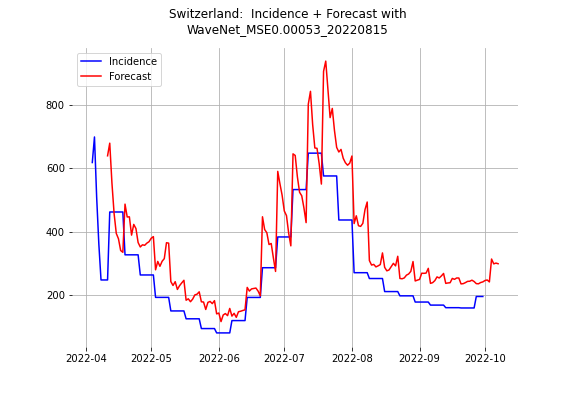 Switzerland:  Incidence + Forecast with
WaveNet_MSE0.00053_20220815
Incidence
Forecast
800
600
400
200
2022-04
2022-05
2022-06
2022-07
2022-08
2022-09
2022-10